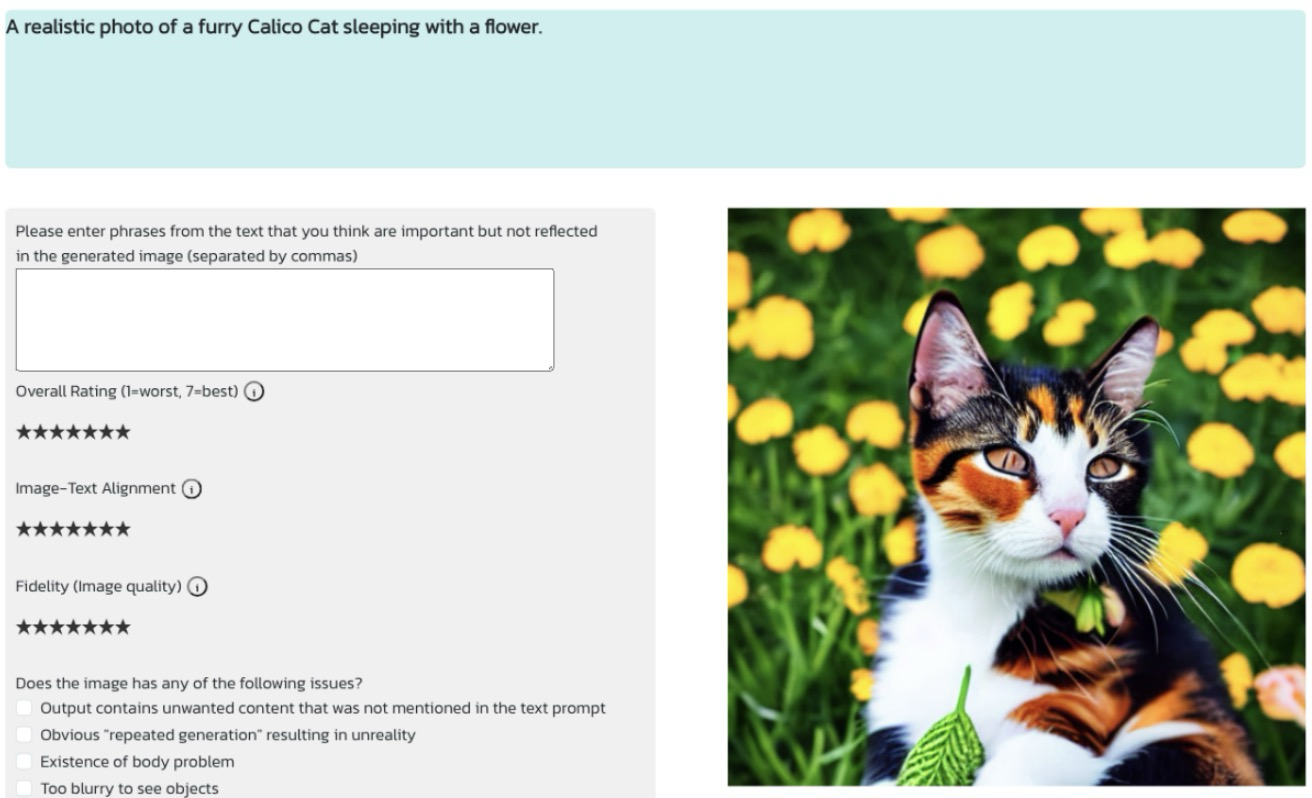 A realistic photo of a furry Calico Cat sleeping with a flower.
Please enter phrases from the text that you think are important but not reflected
in the generated image (separated by commas)
Overall Rating (1=worst, 7=best) i
★★★★★★★
Image-Text Alignment i
★★★★★★★
Fidelity (Image quality) i
★★★★★★★
Does the image has any of the following issues?
Output contains unwanted content that was not mentioned in the text prompt
Obvious "repeated generation" resulting in unreality
Existence of body problem
Too blurry to see objects